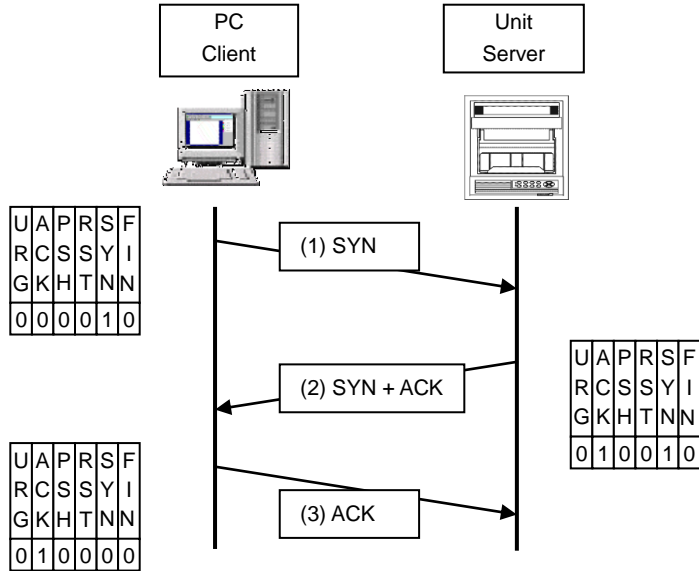 PC
Client
Unit
Server
U A P R S F
R C S S Y I
G K H T N N
0 0 0 0 1 0
(1) SYN
U A P R S F
R C S S Y I
G K H T N N
0 1 0 0 1 0
(2) SYN + ACK
U A P R S F
R C S S Y I
G K H T N N
0 1 0 0 0 0
(3) ACK